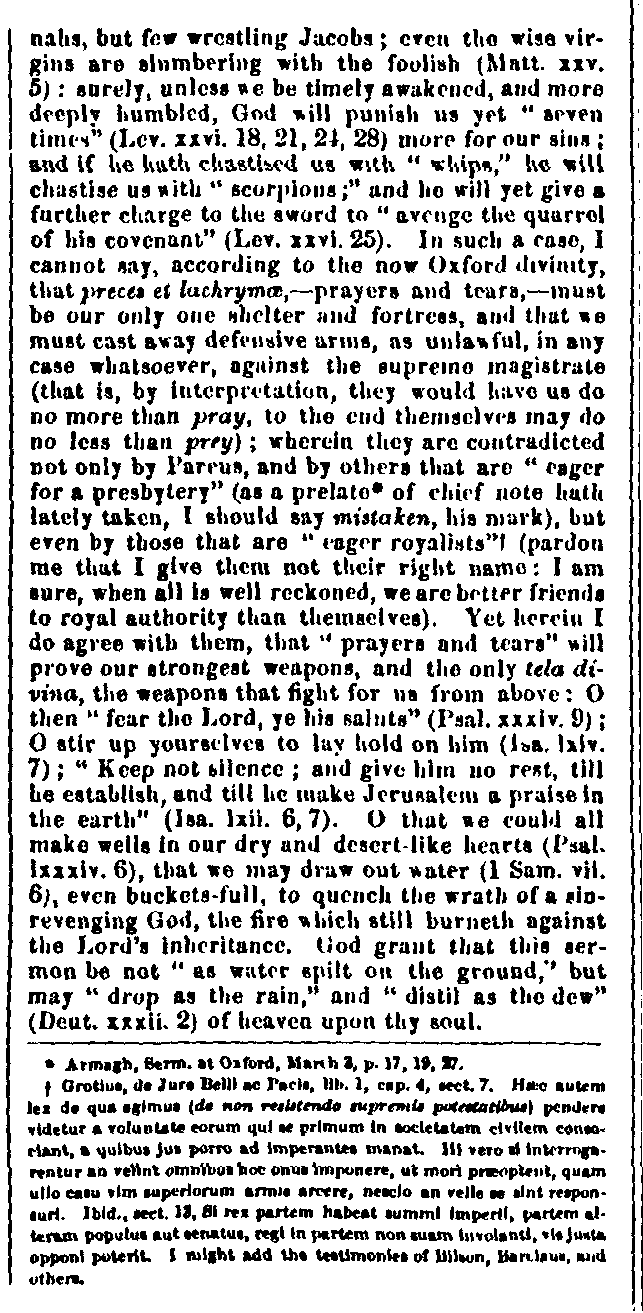 nahs, but few wrestling Jacobs; even the wise vir-
gins are slumbering with the foolish (Matt. xxv.
5): surely, unless we be timely awakened, and more
deeply humbled, God will punish us yet "seven
times" (Lev. xxvi. 18, 21, 24, 28) more for our sins;
and if he hath chastised us with "whips," he will
chastise us with "scorpions;" and he will yet give a
further charge to the sword to "avenge the quarrel
of his covenant" (Lev. xxvi. 25). In such a case, I
cannot say, according to the now Oxford divinity,
that preces et lachrymæ,—prayers and tears,—must
be our only one shelter and fortress, and that we
must cast away defensive arms, as unlawful, in any
case whatsoever, against the supreme magistrate
(that is, by interpretation, they would have us do
no more than pray, to the end themselves may do
no less than prey); wherein they are contradicted
not only by Pareus, and by others that are "eager
for a presbytery" (as a prelate* of chief note hath
lately taken, I should say mistaken, his mark), but
even by those that are "eager royalists"† (pardon
me that I give them not their right name: I am
sure, when all is well reckoned, we are better friends
to royal authority than themselves). Yet herein I
do agree with them, that "prayers and tears" will
prove our strongest weapons, and the only tela di-
vina, the weapons that fight for us from above: O
then "fear the Lord, ye his saints" (Psal. xxxiv. 9);
O stir up yourselves to lay hold on him (Isa. lxiv.
7); "Keep not silence; and give him no rest, till
he establish, and till he make Jerusalem a praise in
the earth" (Isa. lxii. 6, 7). O that we could all
make wells in our dry and desert-like hearts (Psal.
lxxxiv. 6), that we may draw out water (1 Sam. vii.
6), even buckets-full, to quench the wrath of a sin-
revenging God, the fire which still burneth against
the Lord's inheritance. God grant that this ser-
mon be not "as water spilt on the ground," but
may "drop as the rain," and "distil as the dew"
(Deut. xxxii. 2) of heaven upon thy soul.
* Armagh, Serm. at Oxford, March 3, p. 17, 19, 27.
† Grotius, de Jure Belli ac Pacis, lib. 1, cap. 4, sect. 7. Hæc autem
lex de qua agimus (de non resistendo supremis potestatibus) pendere
videtur a voluntate eorum qui se primum in societatem civilem conso-
ciant, a quibus jus porro ad imperantes manat. Hi vero si interroga-
rentur an velint omnibus hoc onus imponere, ut mori præoptent, quam
ullo casu vim superiorum armis arcere, nescio an velle se sint respon-
suri. Ibid., sect. 13, Si rex partem habeat summi imperii, partem al-
teram populus aut senatus, regi in partem non suam involanti, vis justa
opponi poterit. I might add the testimonies of Bilson, Barclaus, and
others.